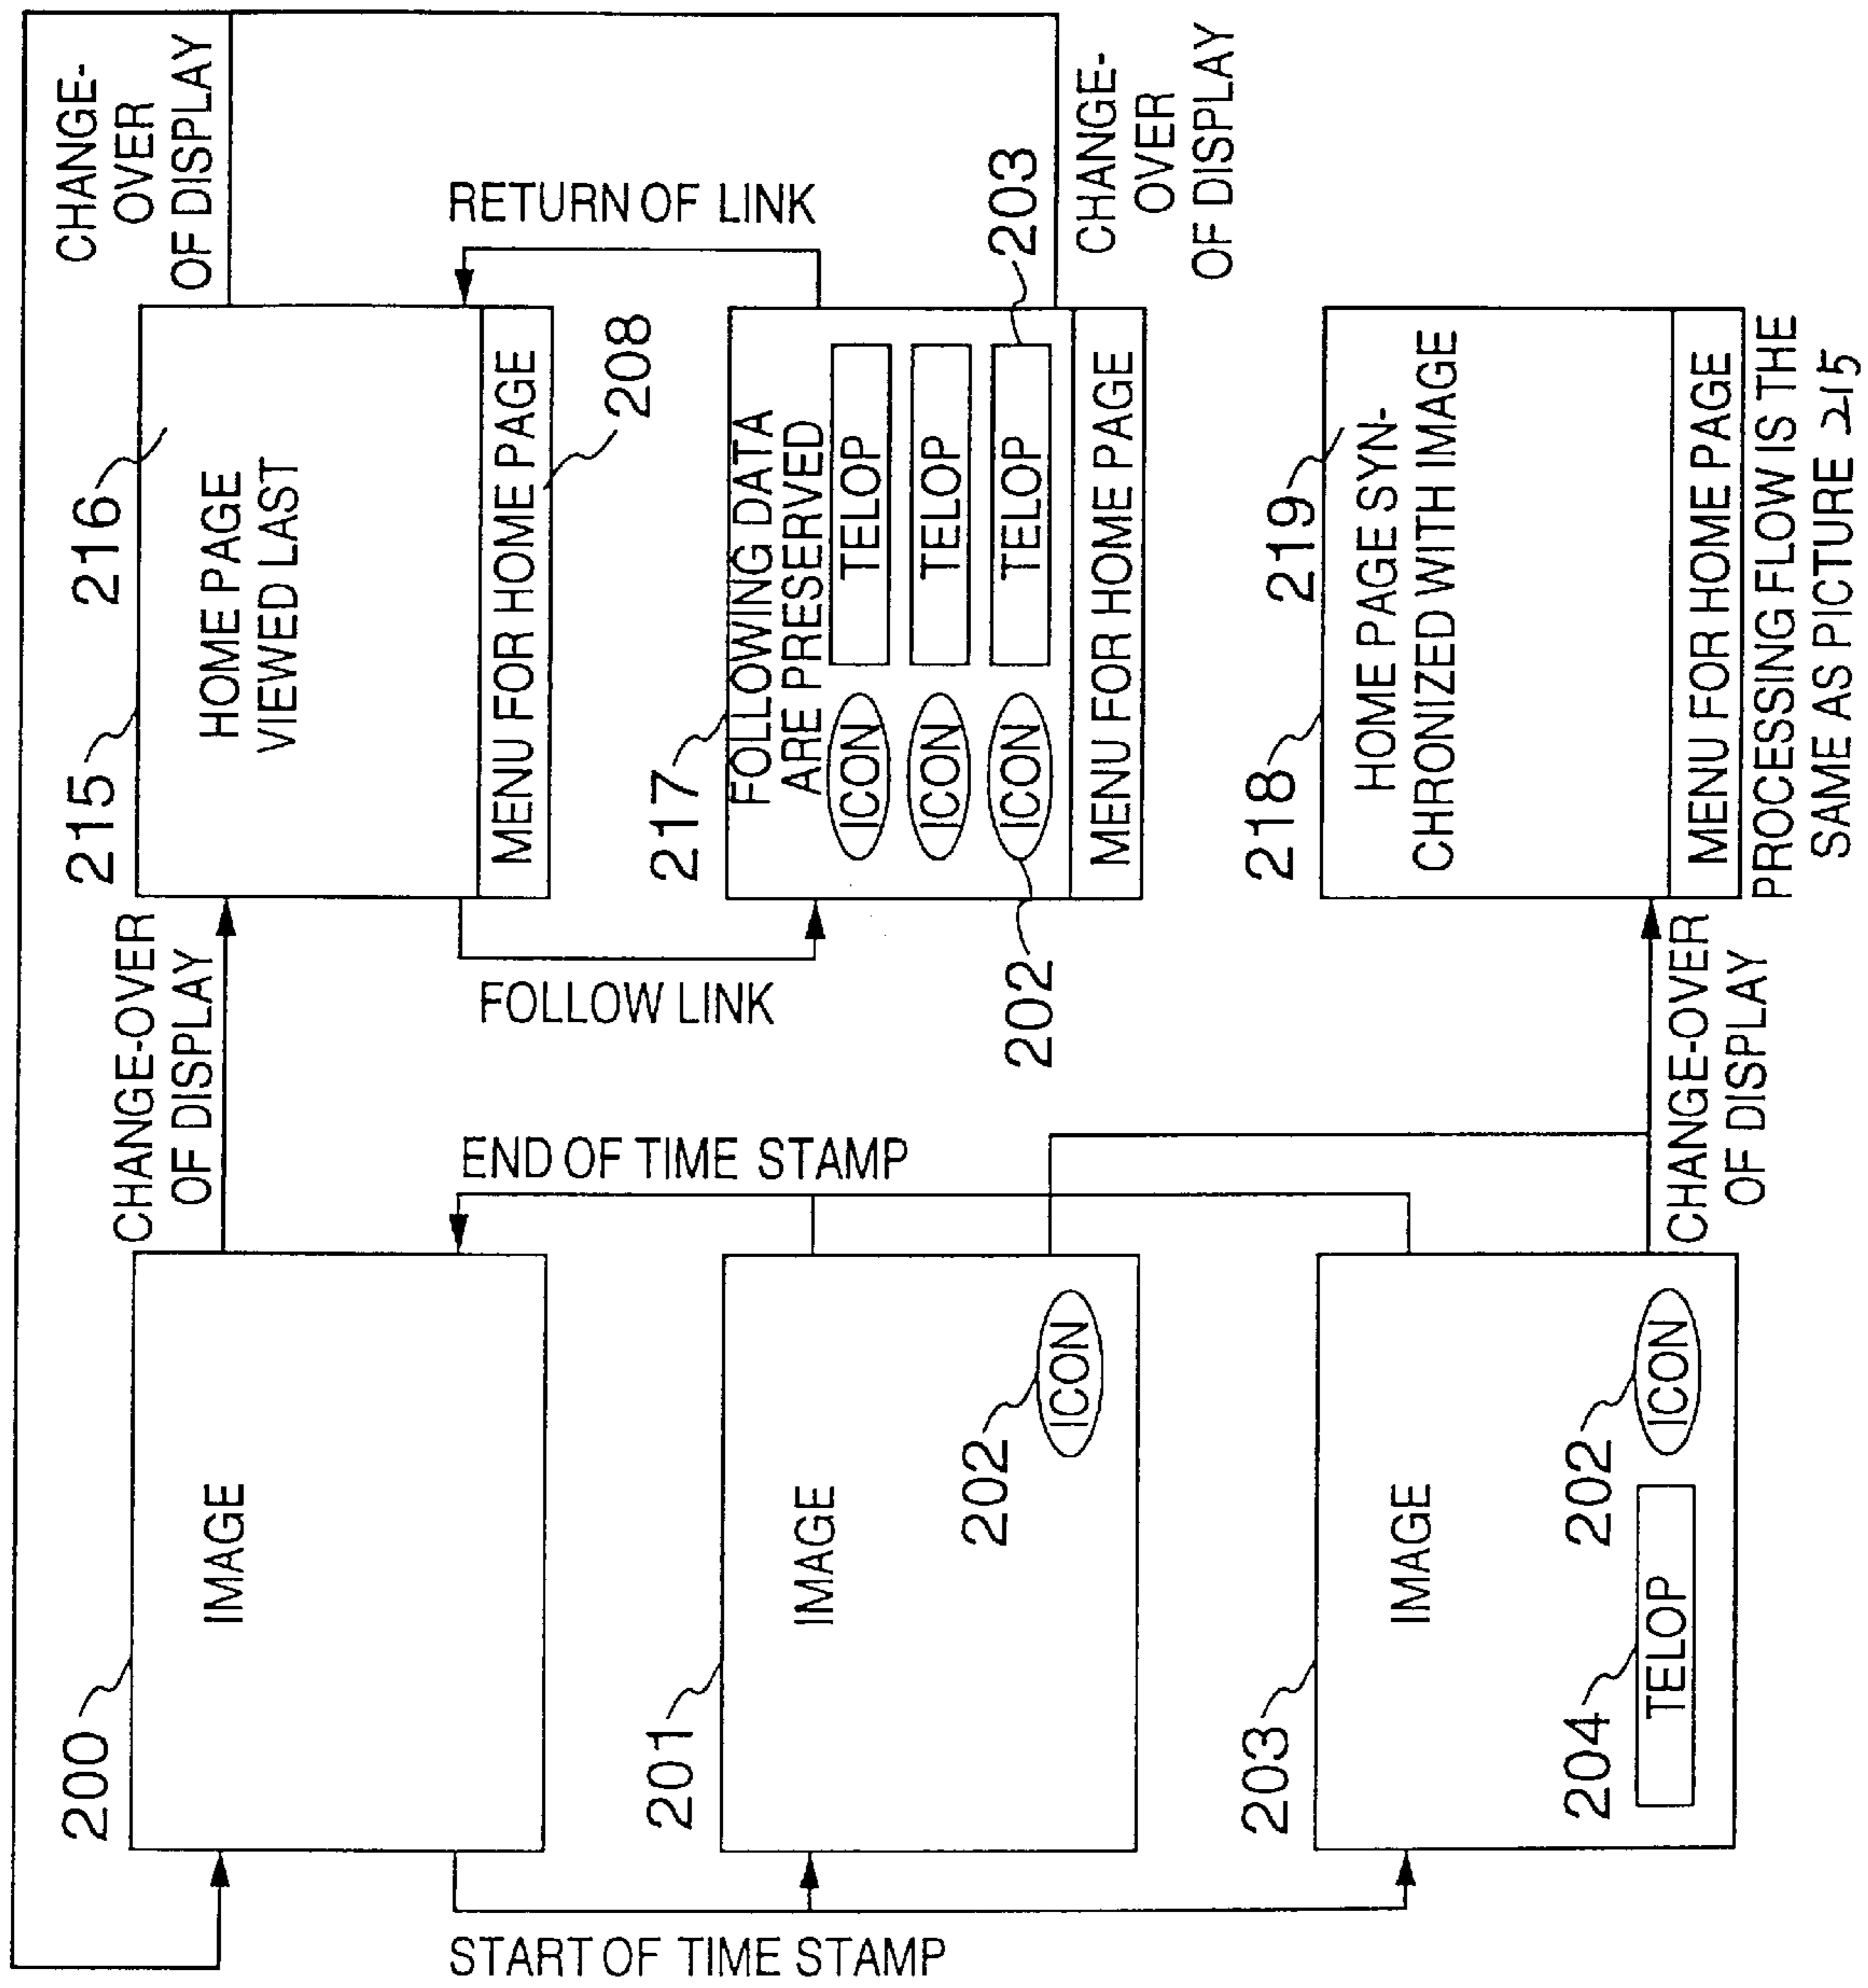 CHANGE-OVER
OF DISPLAY
CHANGE-
OVER
OF DISPLAY
200
IMAGE
215
216
HOME PAGE
VIEWED LAST
MENU FOR HOME PAGE
208
START OF TIME STAMP
END OF TIME STAMP
FOLLOW LINK
RETURN OF LINK
201
IMAGE
202
ICON
217
FOLLOWING DATA
ARE PRESERVED
ICON
TELOP
ICON
TELOP
ICON
TELOP
202
203
MENU FOR HOME PAGE
CHANGE-
OVER
OF DISPLAY
203
IMAGE
204
TELOP
202
ICON
CHANGE-OVER
OF DISPLAY
218
219
HOME PAGE SYN-
CHRONIZED WITH IMAGE
MENU FOR HOME PAGE
PROCESSING FLOW IS THE
SAME AS PICTURE 215